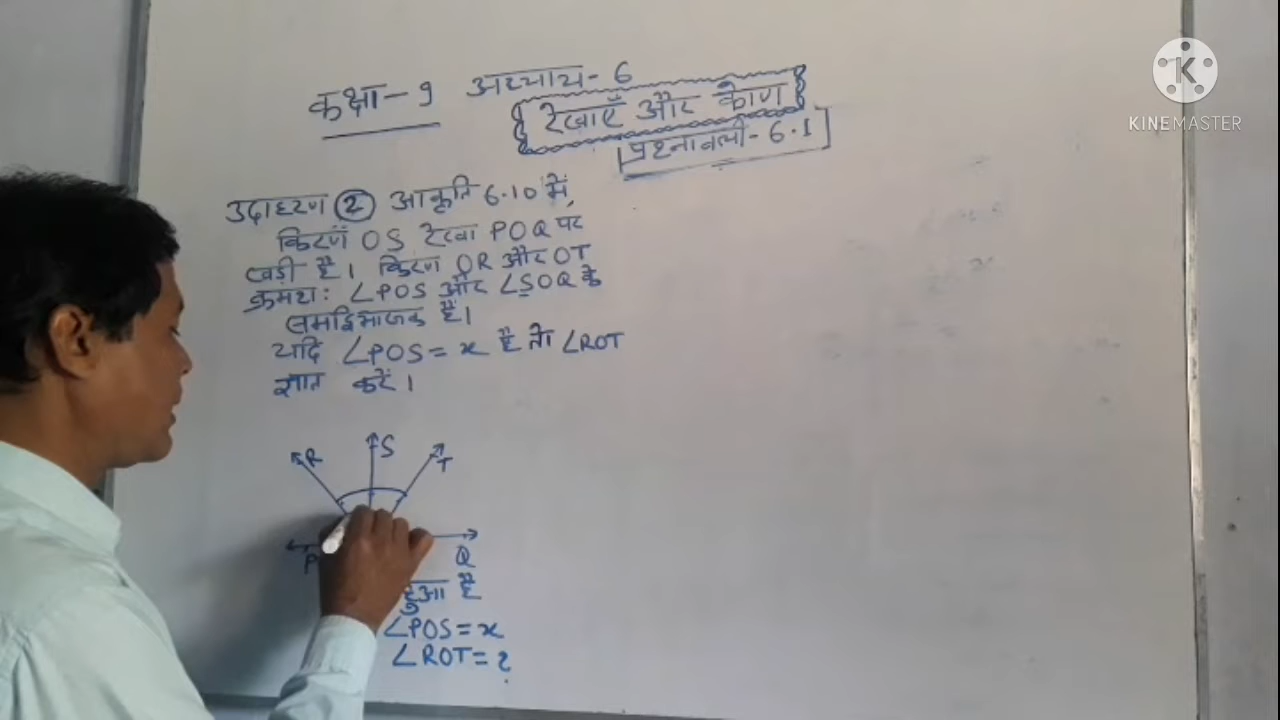 कक्षा-9 अध्याय-6
रेखाएँ और कोण
प्रश्नावली-6.1
उदाहरण 2 आकृति 6.10 में,
किरण OS रेखा POQ पर
खड़ी है। किरण OR और OT
क्रमशः ∠POS और ∠SOQ के
समद्विभाजक हैं।
यदि ∠POS = x है तो ∠ROT
ज्ञात करें।
R S T
P Q
हुआ है
∠POS = x
∠ROT = ?
K
KINEMASTER